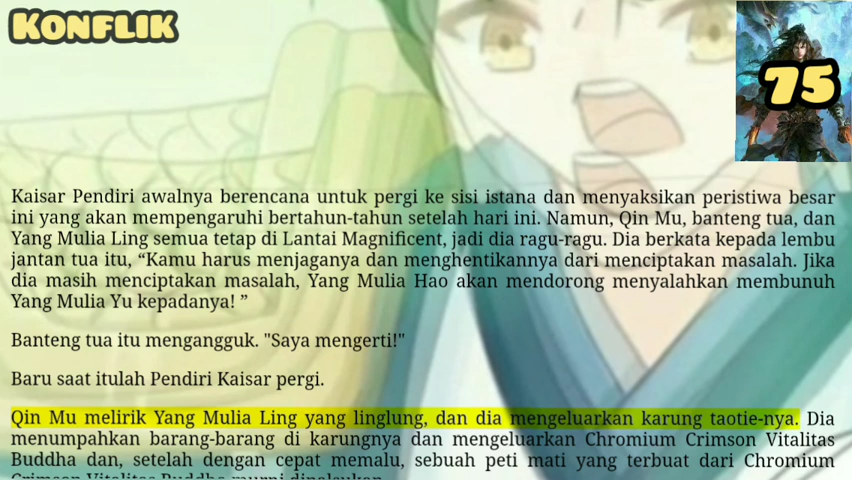 KONFLIK
75
Kaisar Pendiri awalnya berencana untuk pergi ke sisi istana dan menyaksikan peristiwa besar
ini yang akan mempengaruhi bertahun-tahun setelah hari ini. Namun, Qin Mu, banteng tua, dan
Yang Mulia Ling semua tetap di Lantai Magnificent, jadi dia ragu-ragu. Dia berkata kepada lembu
jantan tua itu, “Kamu harus menjaganya dan menghentikannya dari menciptakan masalah. Jika
dia masih menciptakan masalah, Yang Mulia Hao akan mendorong menyalahkan membunuh
Yang Mulia Yu kepadanya! ”
Banteng tua itu mengangguk. "Saya mengerti!"
Baru saat itulah Pendiri Kaisar pergi.
Qin Mu melirik Yang Mulia Ling yang linglung, dan dia mengeluarkan karung taotie-nya. Dia
menumpahkan barang-barang di karungnya dan mengeluarkan Chromium Crimson Vitalitas
Buddha dan, setelah dengan cepat memalu, sebuah peti mati yang terbuat dari Chromium
Crimson Vitalitas Buddha murni